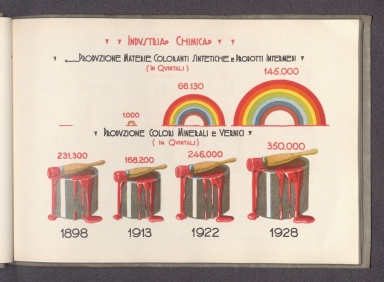 INDUSTRIA CHIMICA
PRODUZIONE MATERIE COLORANTI SINTETICHE e PRODOTTI INTERMEDI
(IN QUINTALI)
1.000
66.130
145.000
PRODUZIONE COLORI MINERALI e VERNICI
(IN QUINTALI)
231.300
168.200
246.000
350.000
1898
1913
1922
1928